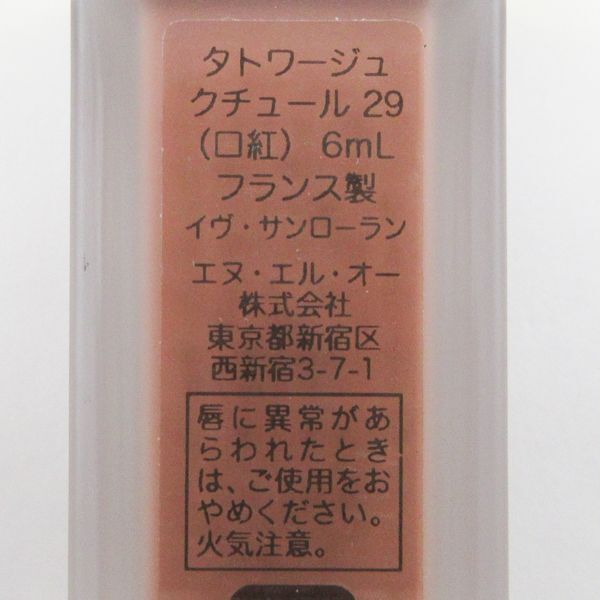 タトワージュ
クチュール 29
（口紅） 6mL
フランス製
イヴ・サンローラン
エヌ・エル・オー
株式会社
東京都新宿区
西新宿3-7-1
唇に異常があ
らわれたとき
は、ご使用をお
やめください。
火気注意。